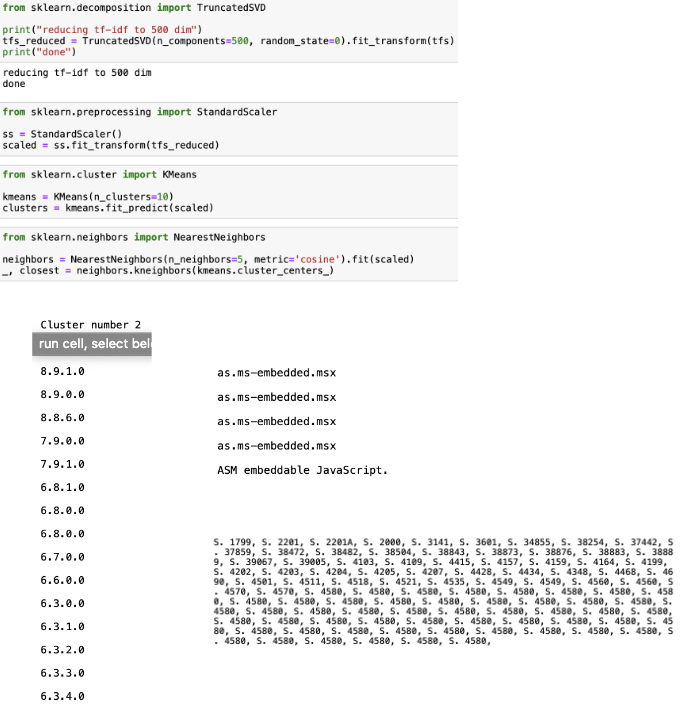 from sklearn.decomposition import TruncatedSVD
print("reducing tf-idf to 500 dim")
tfs_reduced = TruncatedSVD(n_components=500, random_state=0).fit_transform(tfs)
print("done")
reducing tf-idf to 500 dim
done
from sklearn.preprocessing import StandardScaler
ss = StandardScaler()
scaled = ss.fit_transform(tfs_reduced)
from sklearn.cluster import KMeans
kmeans = KMeans(n_clusters=10)
clusters = kmeans.fit_predict(scaled)
from sklearn.neighbors import NearestNeighbors
neighbors = NearestNeighbors(n_neighbors=5, metric='cosine').fit(scaled)
_, closest = neighbors.kneighbors(kmeans.cluster_centers_)
Cluster number 2
run cell, select bel
8.9.1.0
8.9.0.0
8.8.6.0
7.9.0.0
7.9.1.0
6.8.1.0
6.8.0.0
6.8.0.0
6.7.0.0
6.6.0.0
6.3.0.0
6.3.1.0
6.3.2.0
6.3.3.0
6.3.4.0
as.ms-embedded.msx
as.ms-embedded.msx
as.ms-embedded.msx
as.ms-embedded.msx
ASM embeddable JavaScript.
S. 1799, S. 2201, S. 2201A, S. 2000, S. 3141, S. 3601, S. 34855, S. 38254, S. 37442, S
. 37859, S. 38472, S. 38482, S. 38504, S. 38843, S. 38873, S. 38876, S. 38883, S. 3888
9, S. 39067, S. 39005, S. 4103, S. 4109, S. 4415, S. 4157, S. 4159, S. 4164, S. 4199,
S. 4202, S. 4203, S. 4204, S. 4205, S. 4207, S. 4428, S. 4434, S. 4348, S. 4468, S. 46
90, S. 4501, S. 4511, S. 4518, S. 4521, S. 4535, S. 4549, S. 4549, S. 4560, S. 4560, S
. 4570, S. 4570, S. 4580, S. 4580, S. 4580, S. 4580, S. 4580, S. 4580, S. 4580, S. 458
0, S. 4580, S. 4580, S. 4580, S. 4580, S. 4580, S. 4580, S. 4580, S. 4580, S. 4580, S.
4580, S. 4580, S. 4580, S. 4580, S. 4580, S. 4580, S. 4580, S. 4580, S. 4580, S. 4580,
S. 4580, S. 4580, S. 4580, S. 4580, S. 4580, S. 4580, S. 4580, S. 4580, S. 4580, S. 45
80, S. 4580, S. 4580, S. 4580, S. 4580, S. 4580, S. 4580, S. 4580, S. 4580, S. 4580, S
. 4580, S. 4580, S. 4580, S. 4580, S. 4580, S. 4580,